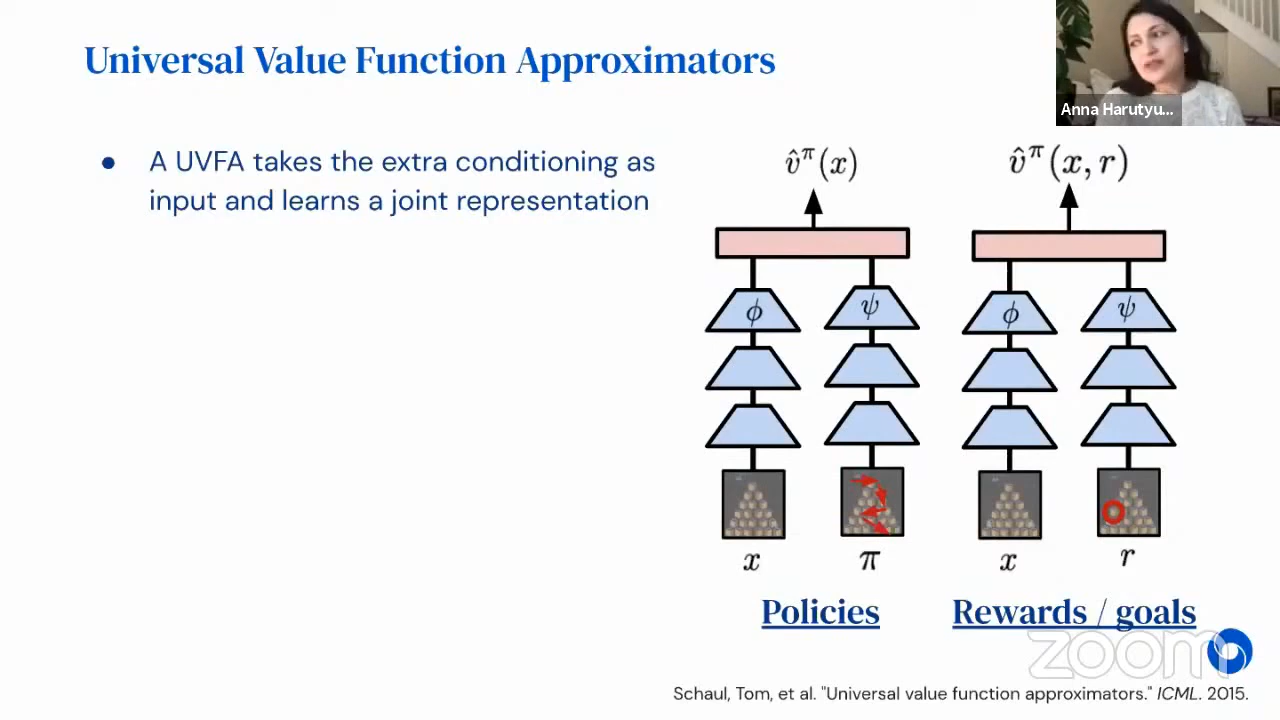 Universal Value Function Approximators
Anna Harutyu...
● A UVFA takes the extra conditioning as
input and learns a joint representation
v̂^π(x)
v̂^π(x, r)
ϕ ψ ϕ ψ
x π x r
Policies
Rewards / goals
zoom
Schaul, Tom, et al. "Universal value function approximators." ICML. 2015.